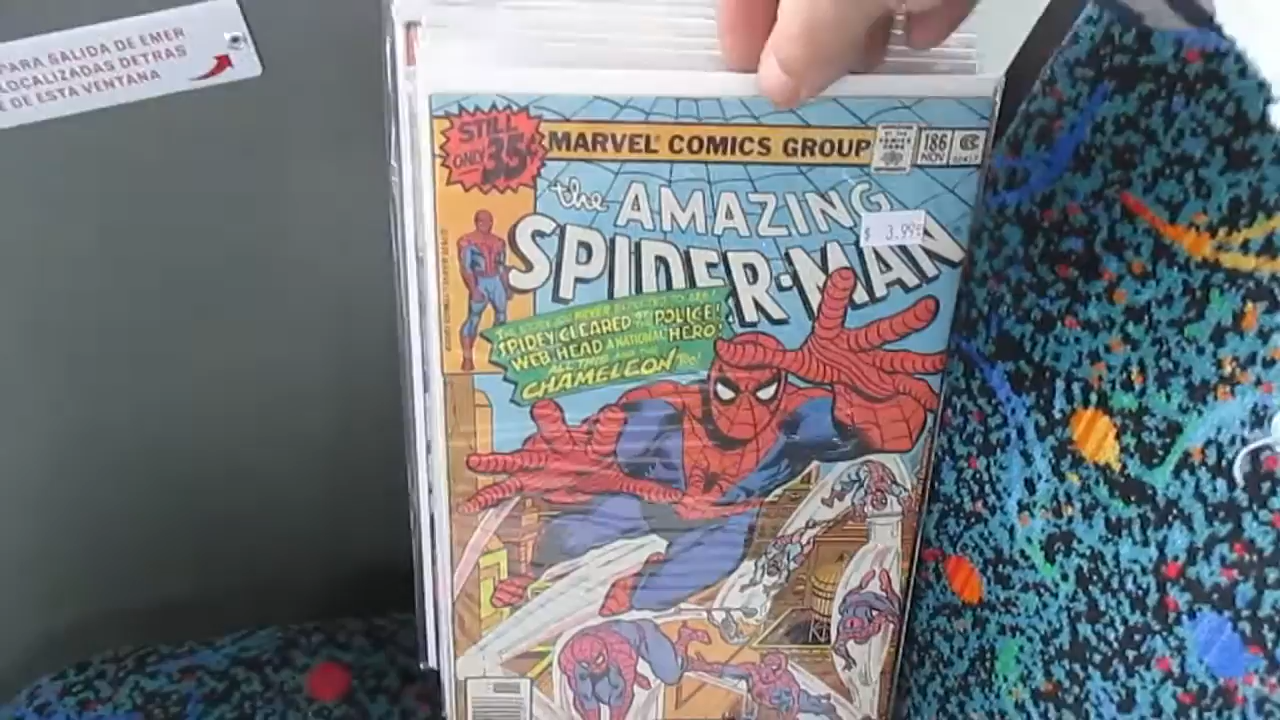 PARA SALIDA DE EMER
LOCALIZADAS DETRAS
DE ESTA VENTANA
STILL
ONLY 35¢
MARVEL COMICS GROUP
186
NOV
the AMAZING
SPIDER-MAN
$ 3.99
SPIDEY CLEARED BY THE POLICE!
WEB-HEAD A NATIONAL HERO!
CHAMELEON TOO!